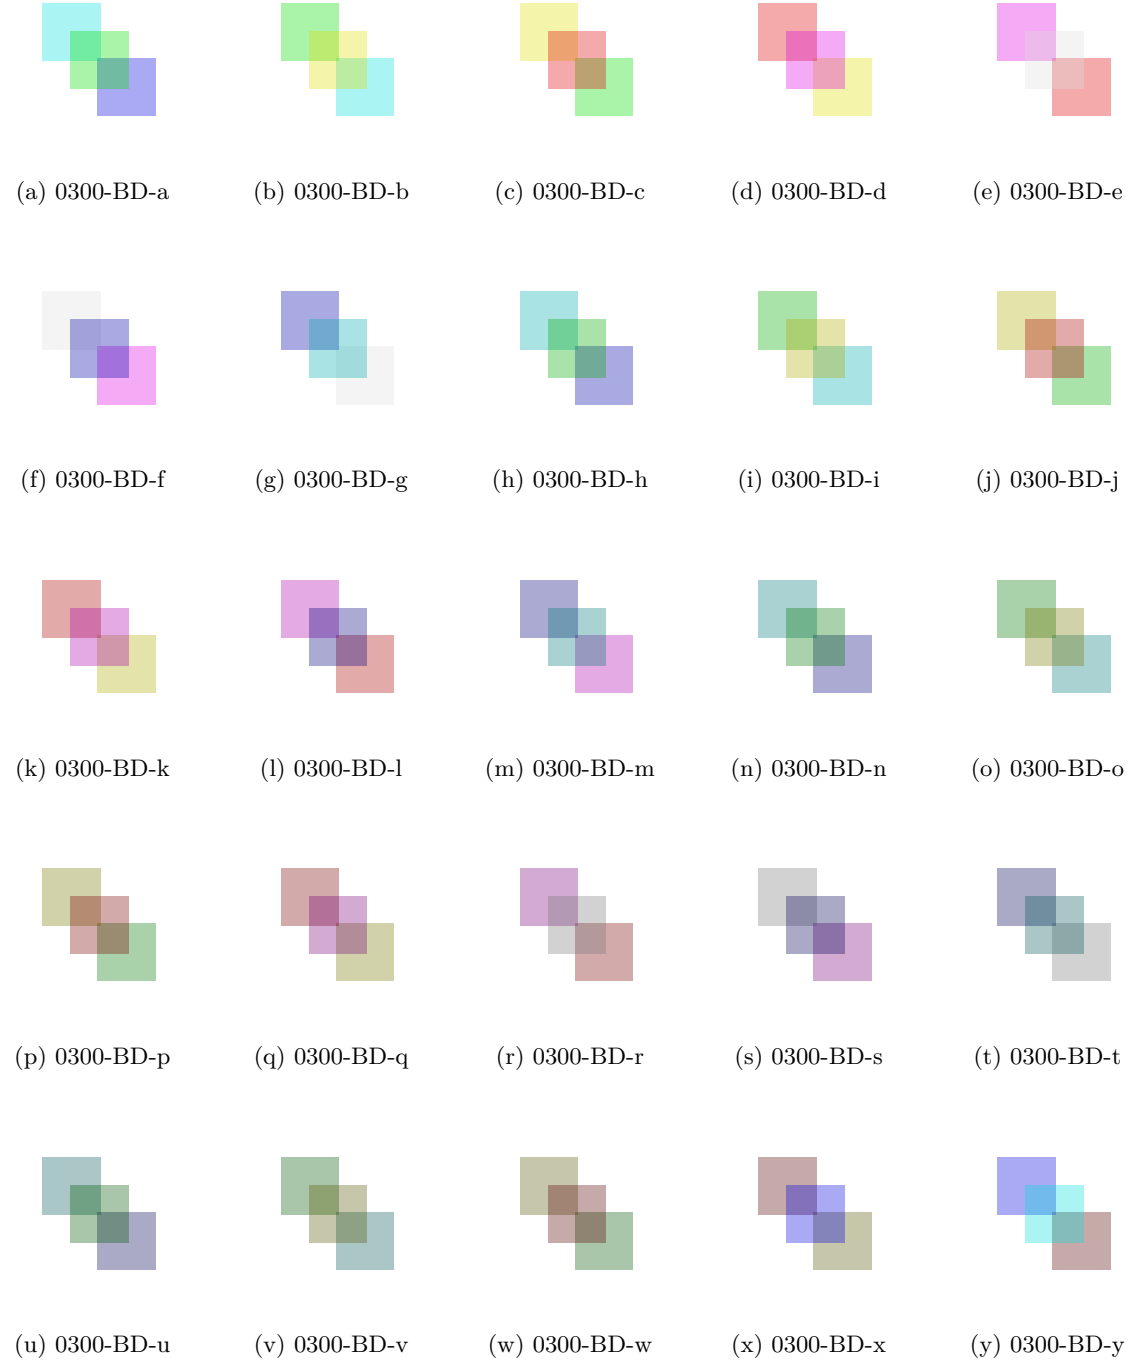 (a) 0300-BD-a (b) 0300-BD-b (c) 0300-BD-c (d) 0300-BD-d (e) 0300-BD-e
(f) 0300-BD-f (g) 0300-BD-g (h) 0300-BD-h (i) 0300-BD-i (j) 0300-BD-j
(k) 0300-BD-k (l) 0300-BD-l (m) 0300-BD-m (n) 0300-BD-n (o) 0300-BD-o
(p) 0300-BD-p (q) 0300-BD-q (r) 0300-BD-r (s) 0300-BD-s (t) 0300-BD-t
(u) 0300-BD-u (v) 0300-BD-v (w) 0300-BD-w (x) 0300-BD-x (y) 0300-BD-y